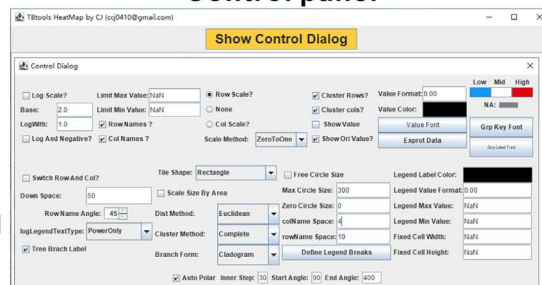 Control panel
TBtools HeatMap by CJ (ccj0410@gmail.com)
Show Control Dialog
Control Dialog
Log Scale? Limit Max Value: NaN Row Scale? Cluster Rows? Value Format: 0.00 Low Mid High
Base: 2.0 Limit Min Value: NaN None Cluster cols? Value Color: NA:
LogWith: 1.0 Row Names ? Col Scale? Show Value Value Font Grp Key Font
Log And Negative? Col Names ? Scale Method: ZeroToOne Show Ori Value? Exprot Data Grp Label Font
Switch Row And Col? Tile Shape: Rectangle Free Circle Size Legend Label Color:
Down Space: 50 Scale Size By Area Max Circle Size: 300 Legend Value Format: 0.00
Row Name Angle: 45 Dist Method: Euclidean Zero Circle Size: 0 Legend Max Value: NaN
logLegendTextType: PowerOnly Cluster Method: Complete colName Space: 4 Legend Min Value: NaN
rowName Space: 10 Fixed Cell Width: NaN
Tree Brach Label Branch Form: Cladogram Define Legend Breaks Fixed Cell Height: NaN
Auto Polar Inner Step: 30 Start Angle: 90 End Angle: 400